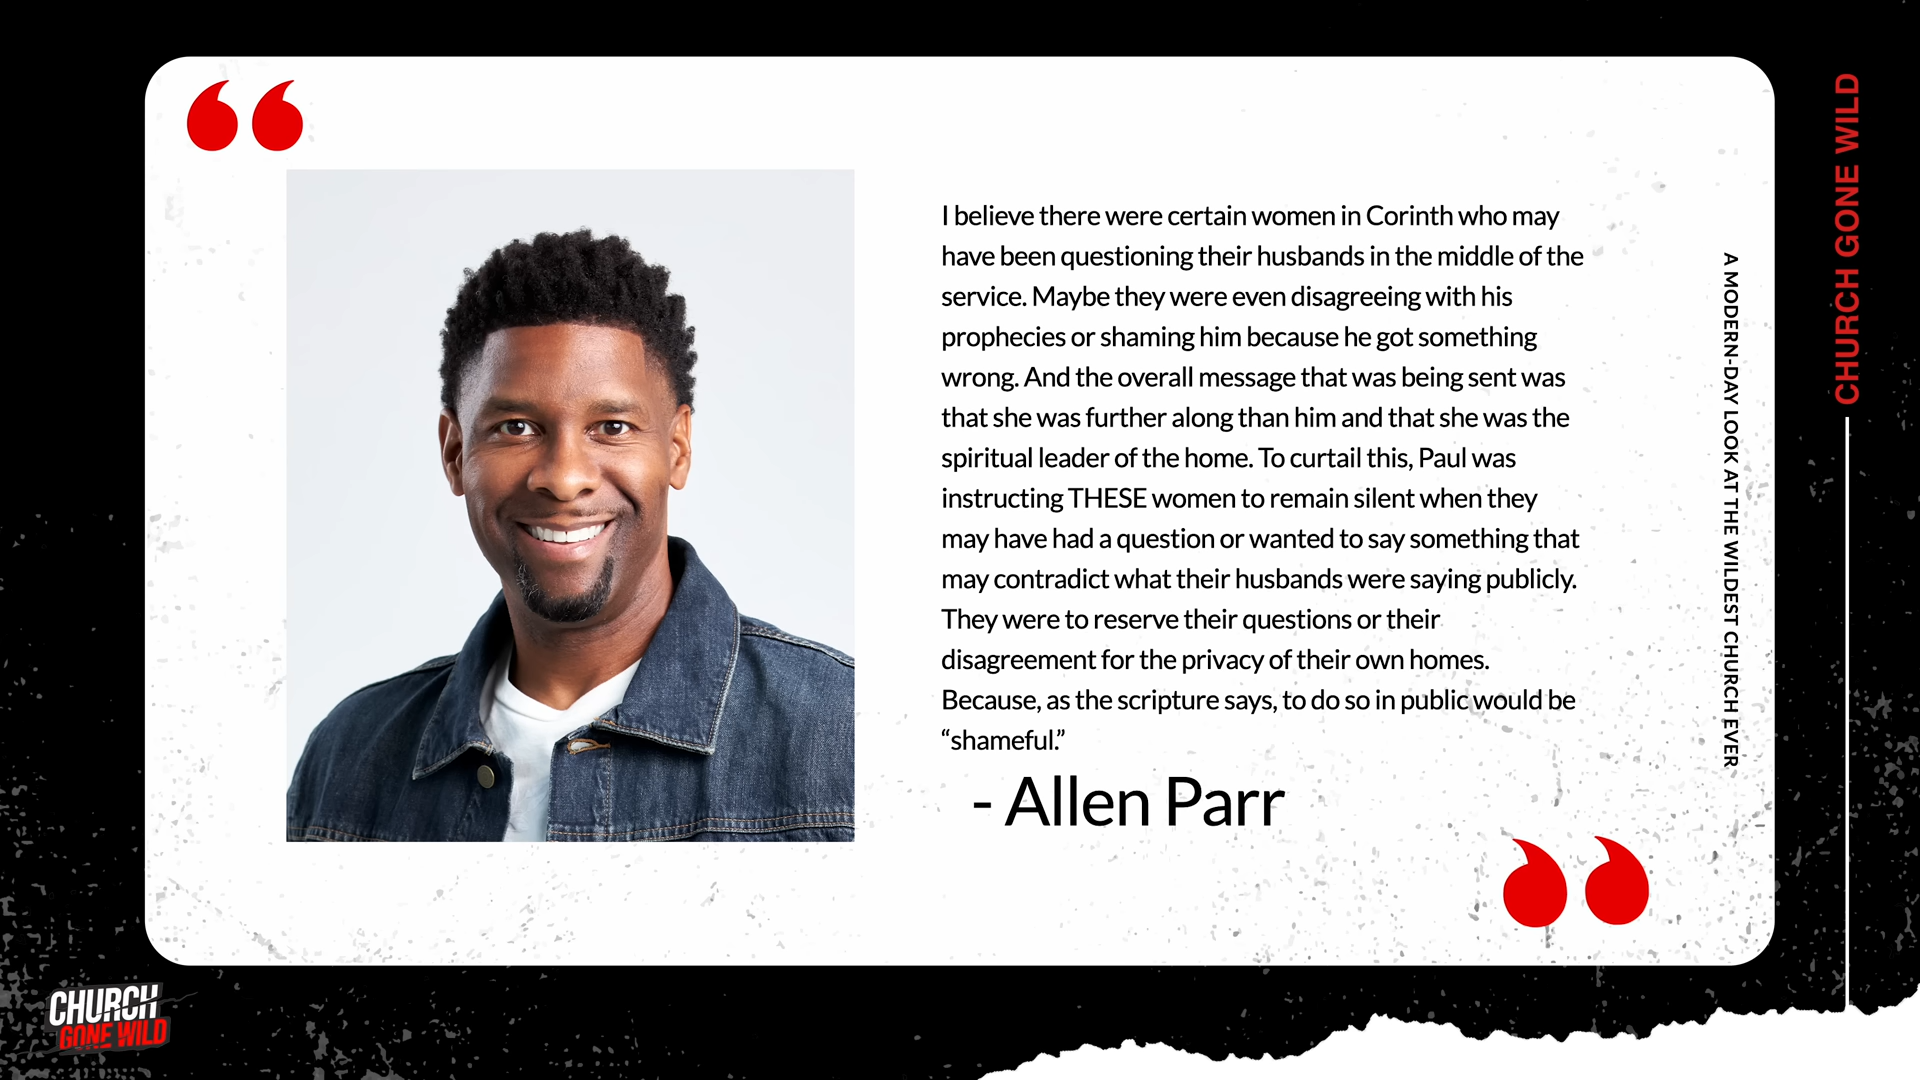 I believe there were certain women in Corinth who may
have been questioning their husbands in the middle of the
service. Maybe they were even disagreeing with his
prophecies or shaming him because he got something
wrong. And the overall message that was being sent was
that she was further along than him and that she was the
spiritual leader of the home. To curtail this, Paul was
instructing THESE women to remain silent when they
may have had a question or wanted to say something that
may contradict what their husbands were saying publicly.
They were to reserve their questions or their
disagreement for the privacy of their own homes.
Because, as the scripture says, to do so in public would be
“shameful.”
- Allen Parr
A MODERN-DAY LOOK AT THE WILDEST CHURCH EVER
CHURCH GONE WILD
CHURCH
GONE WILD